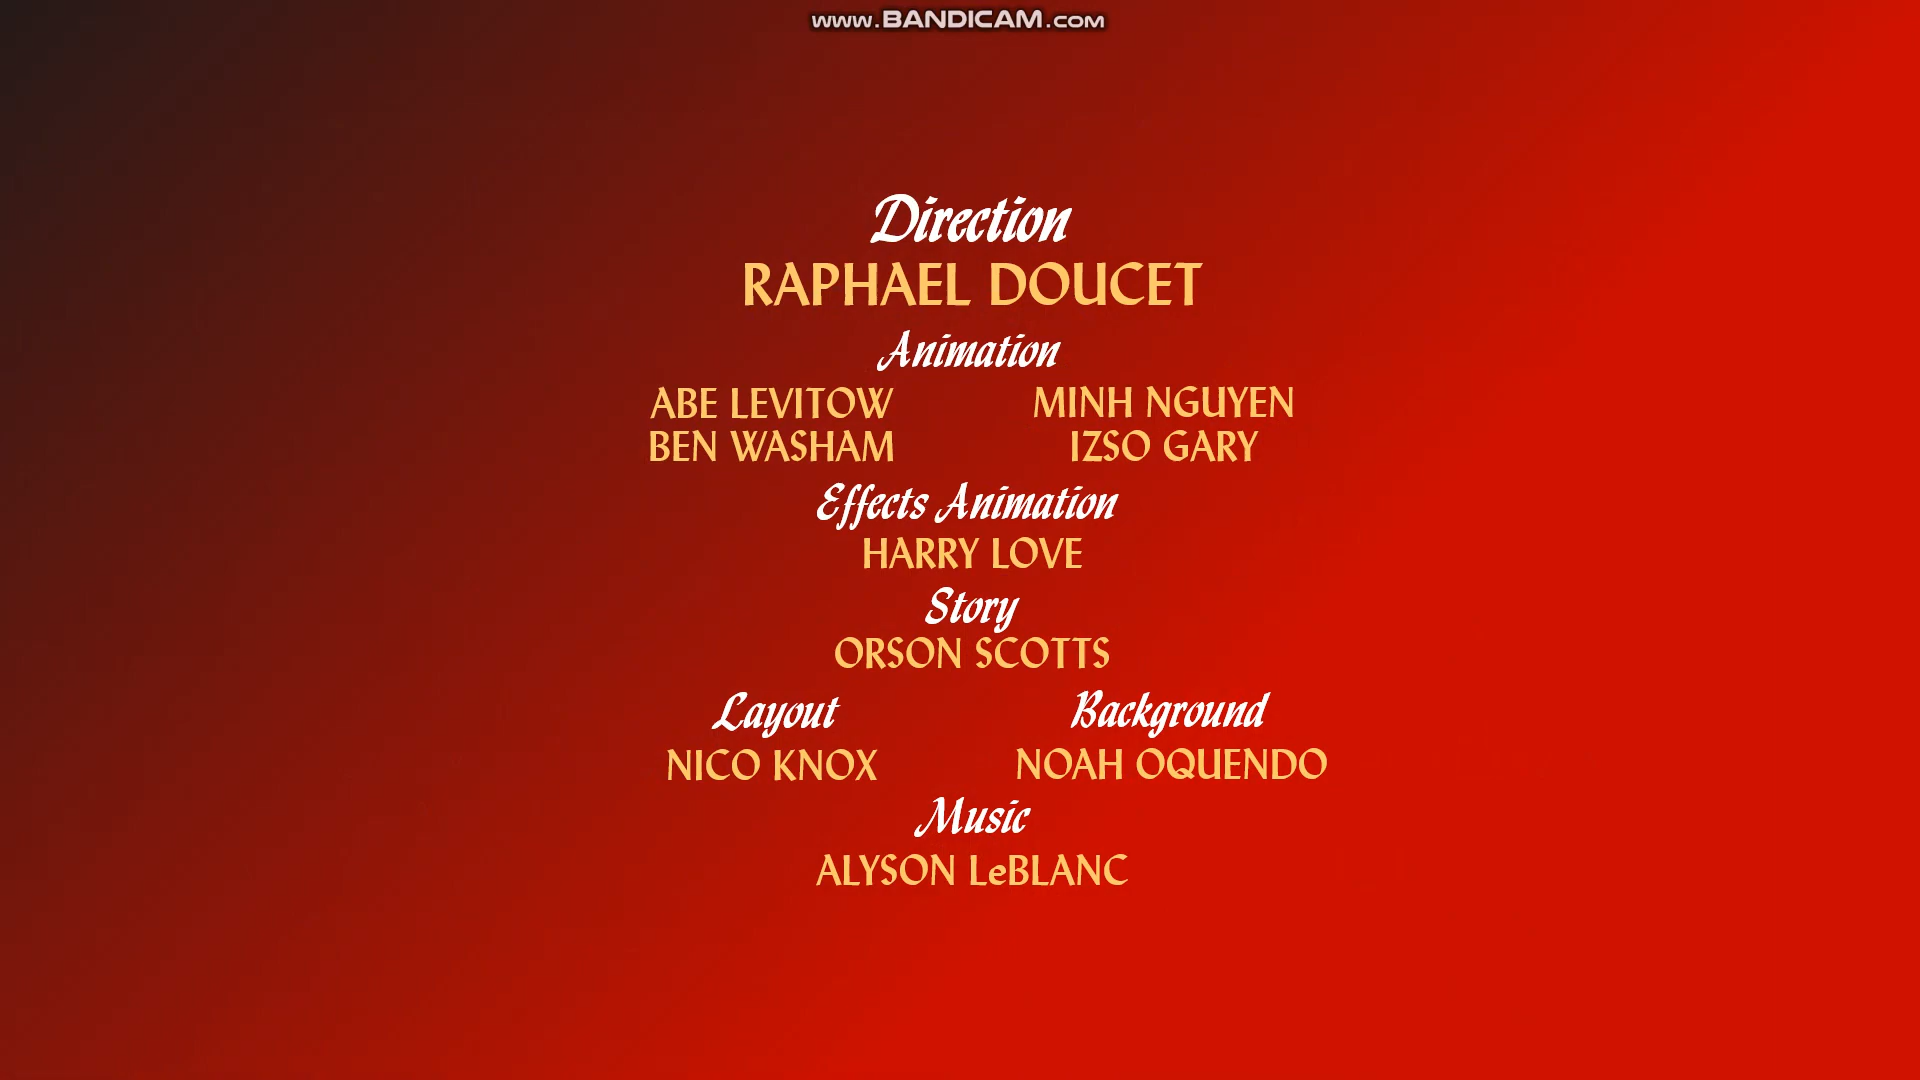 www.BANDICAM.com
Direction
RAPHAEL DOUCET
Animation
ABE LEVITOW MINH NGUYEN
BEN WASHAM IZSO GARY
Effects Animation
HARRY LOVE
Story
ORSON SCOTTS
Layout Background
NICO KNOX NOAH OQUENDO
Music
ALYSON LeBLANC